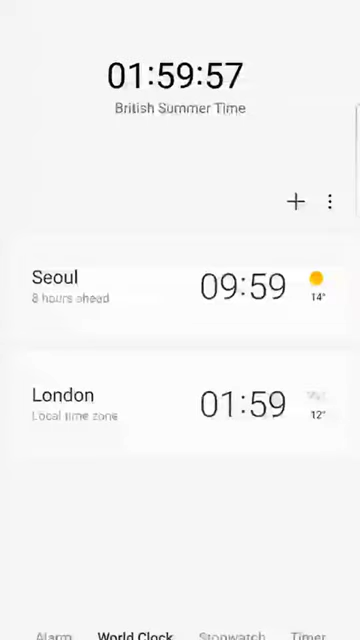 01:59:57
British Summer Time
Seoul
8 hours ahead
09:59
14°
London
Local time zone
01:59
12°
Alarm World Clock Stopwatch Timer